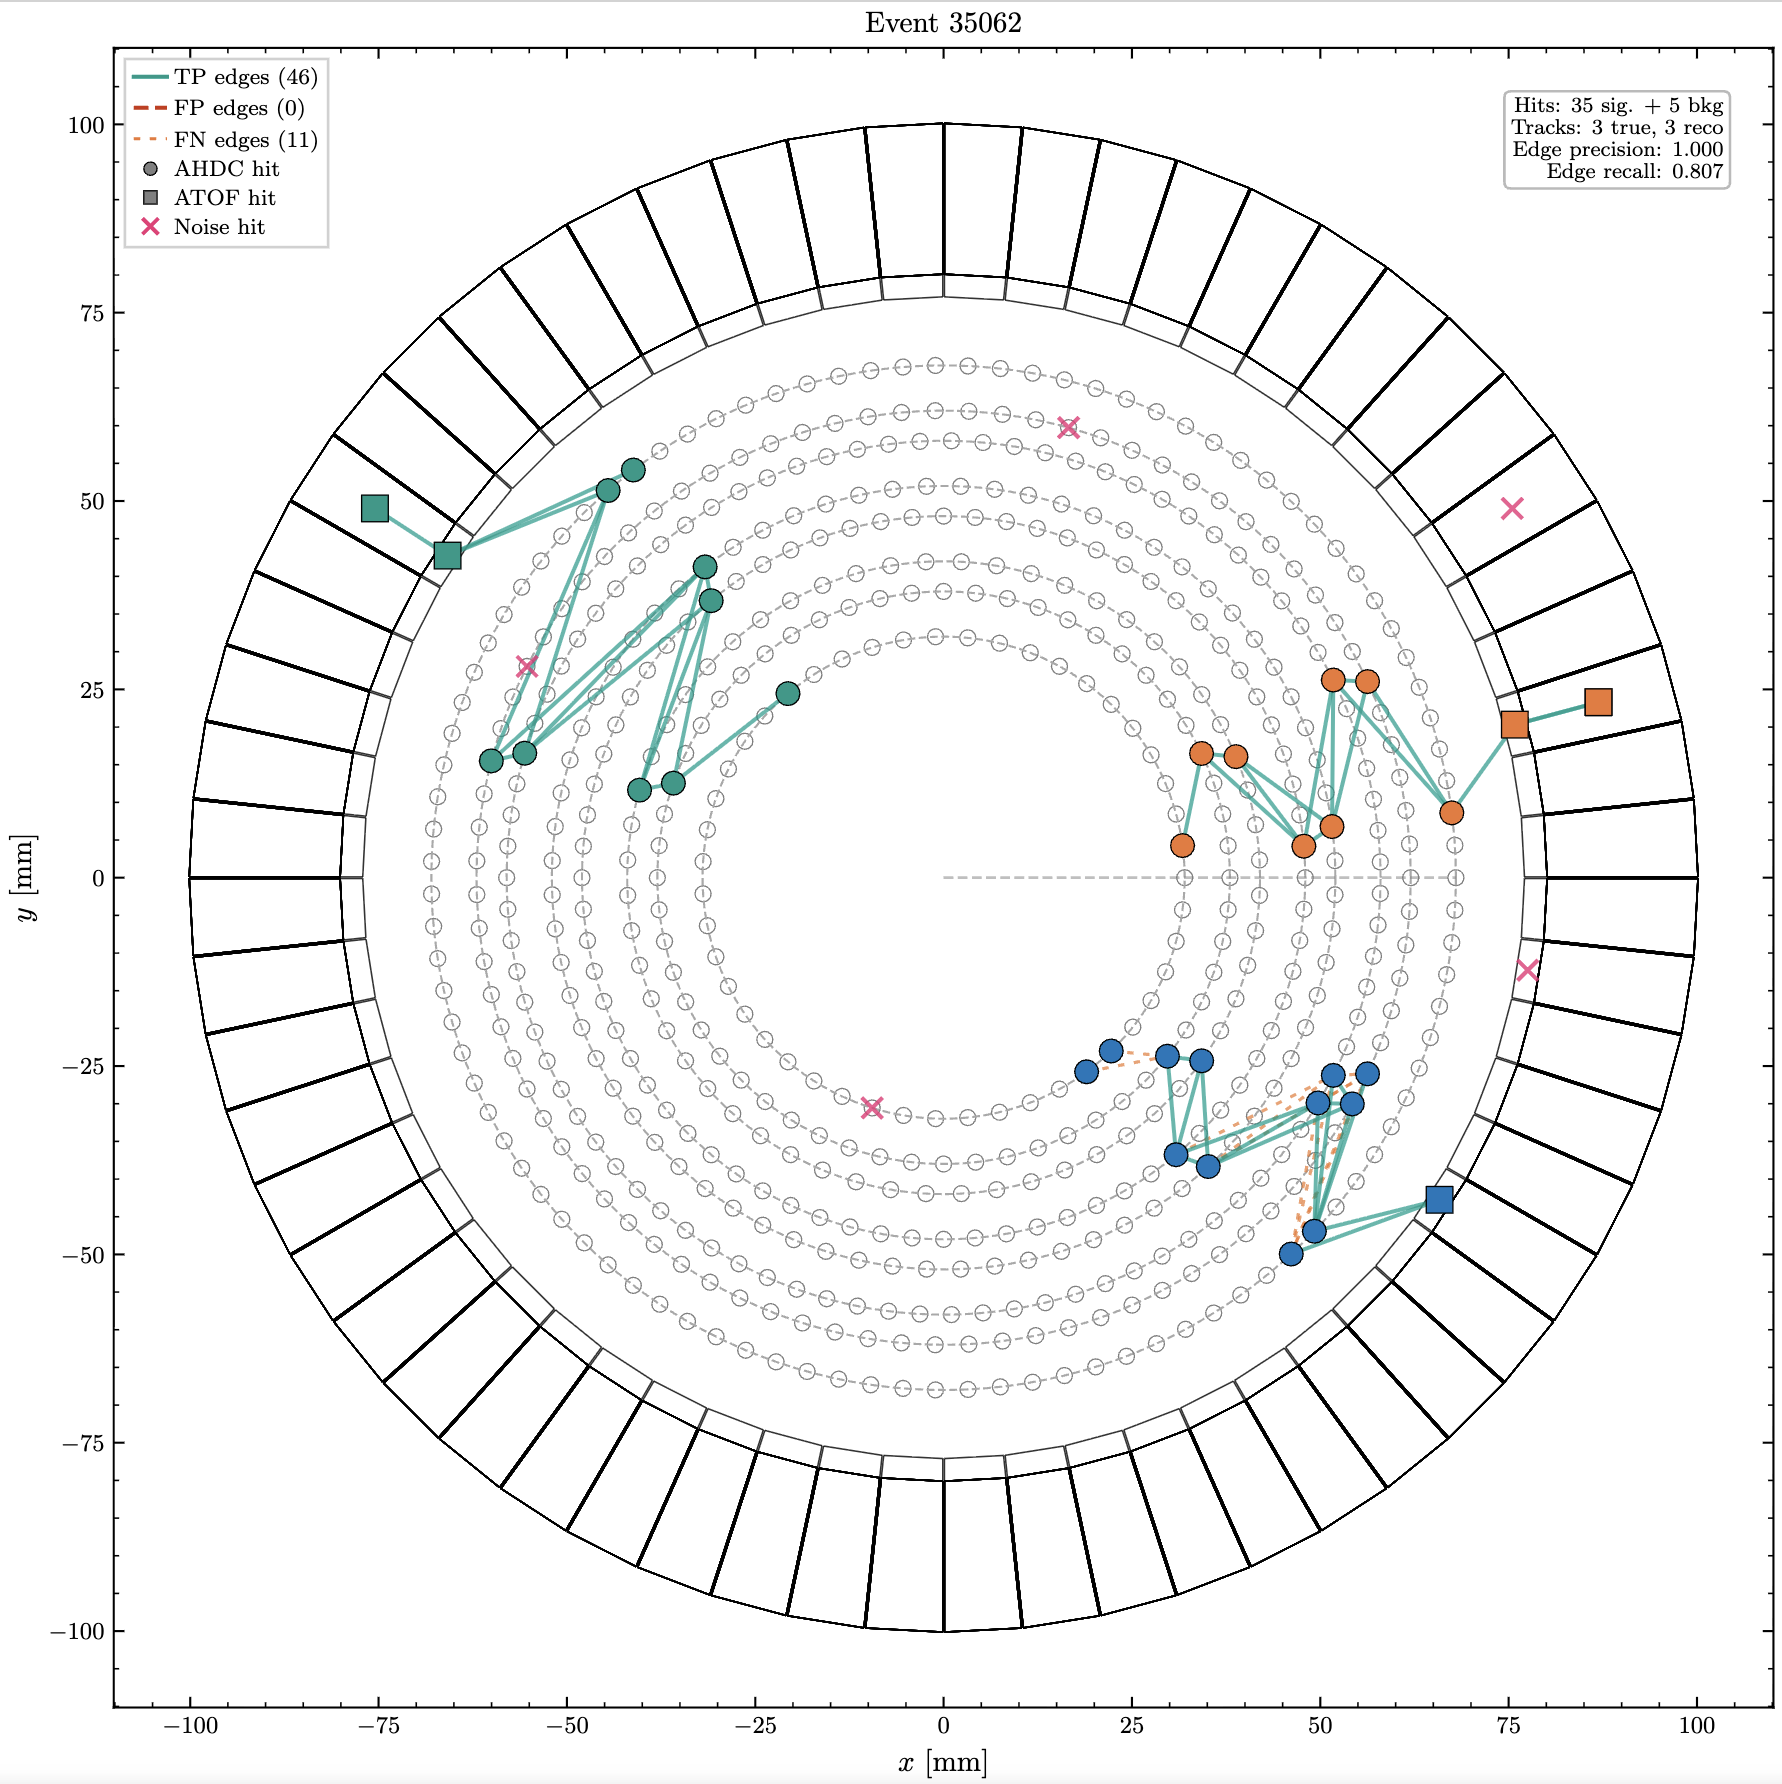 Event 35062
TP edges (46)
FP edges (0)
FN edges (11)
AHDC hit
ATOF hit
Noise hit
Hits: 35 sig. + 5 bkg
Tracks: 3 true, 3 reco
Edge precision: 1.000
Edge recall: 0.807
100
75
50
25
0
−25
−50
−75
−100
y [mm]
−100 −75 −50 −25 0 25 50 75 100
x [mm]